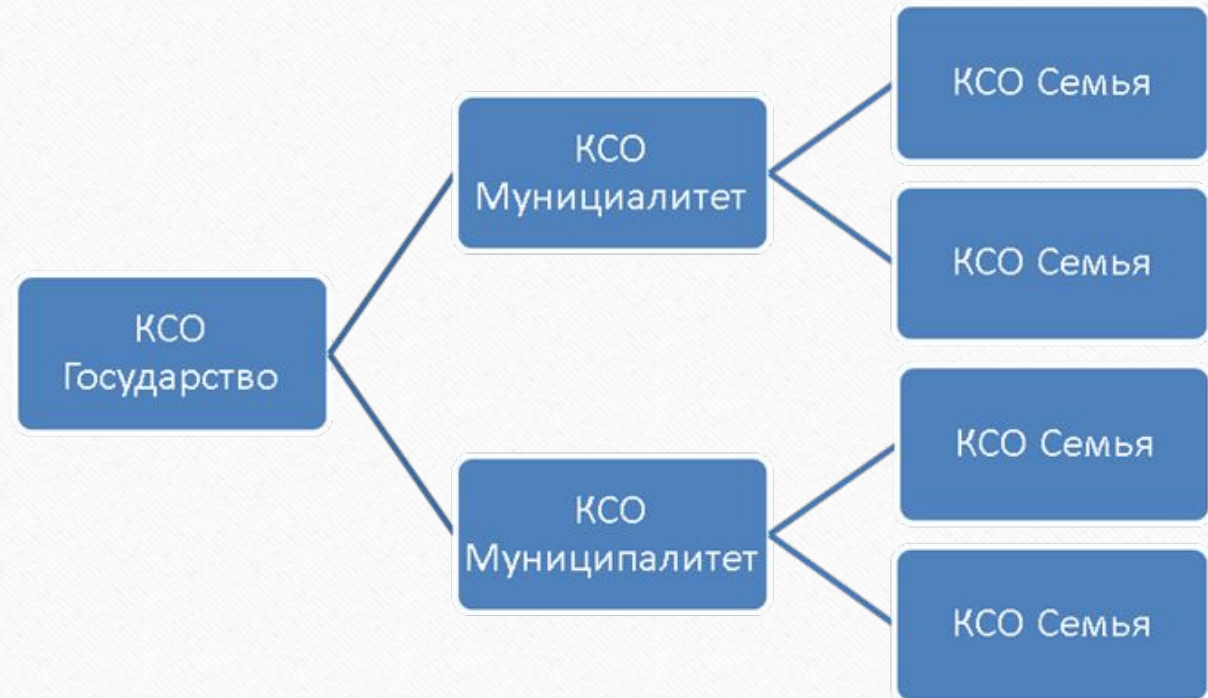 КСО
Государство
КСО
Мунициалитет
КСО Семья
КСО Семья
КСО
Муниципалитет
КСО Семья
КСО Семья